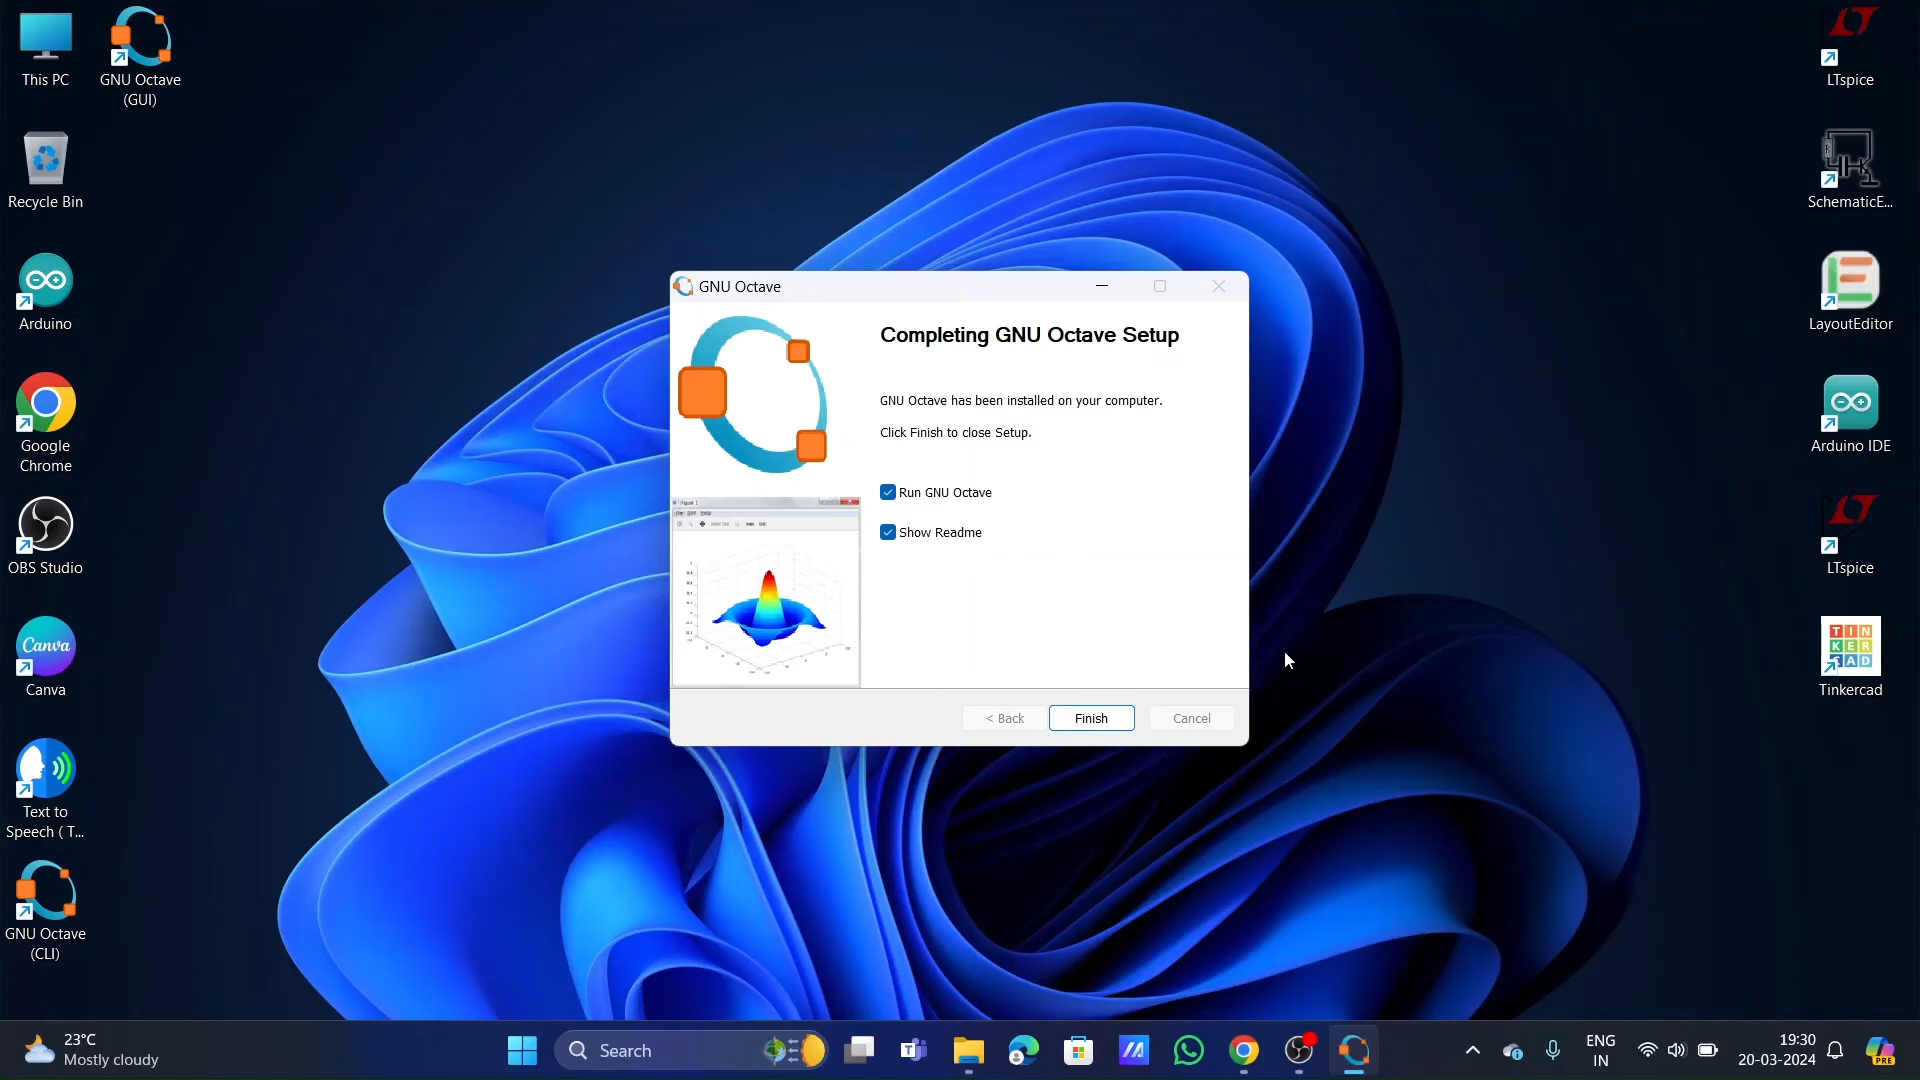 This PC
GNU Octave
(GUI)
Recycle Bin
Arduino
Google
Chrome
OBS Studio
Canva
Canva
Text to
Speech ( T...
GNU Octave
(CLI)
GNU Octave
Completing GNU Octave Setup
GNU Octave has been installed on your computer.
Click Finish to close Setup.
Run GNU Octave
Show Readme
< Back
Finish
Cancel
LTspice
SchematicE...
LayoutEditor
Arduino IDE
LTspice
TIN
KER
CAD
Tinkercad
23°C
Mostly cloudy
Search
ENG
IN
19:30
20-03-2024
PRE